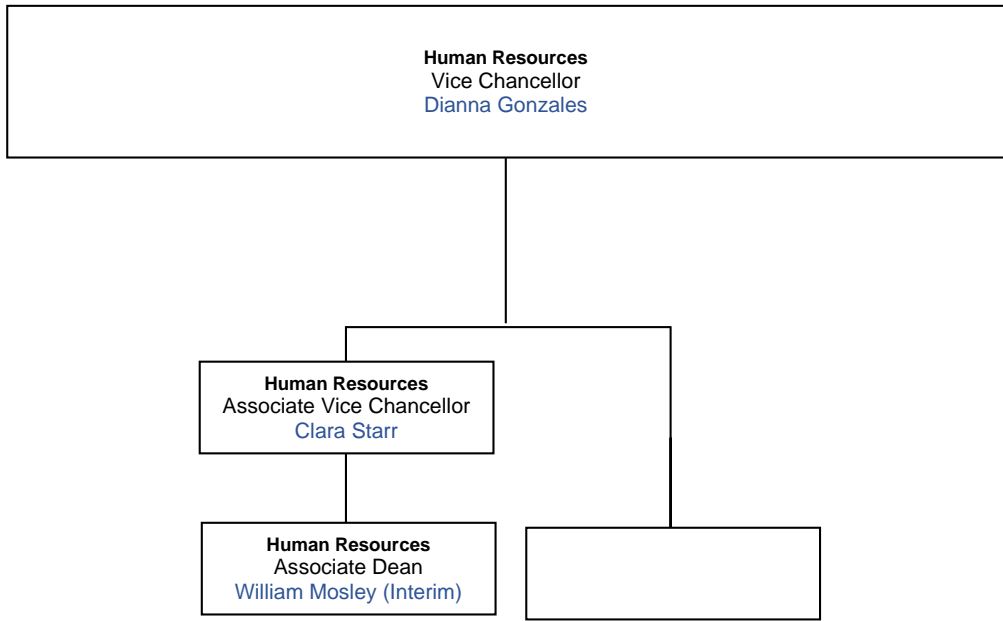 Human Resources
Vice Chancellor
Dianna Gonzales
Human Resources
Associate Vice Chancellor
Clara Starr
Human Resources
Associate Dean
William Mosley (Interim)